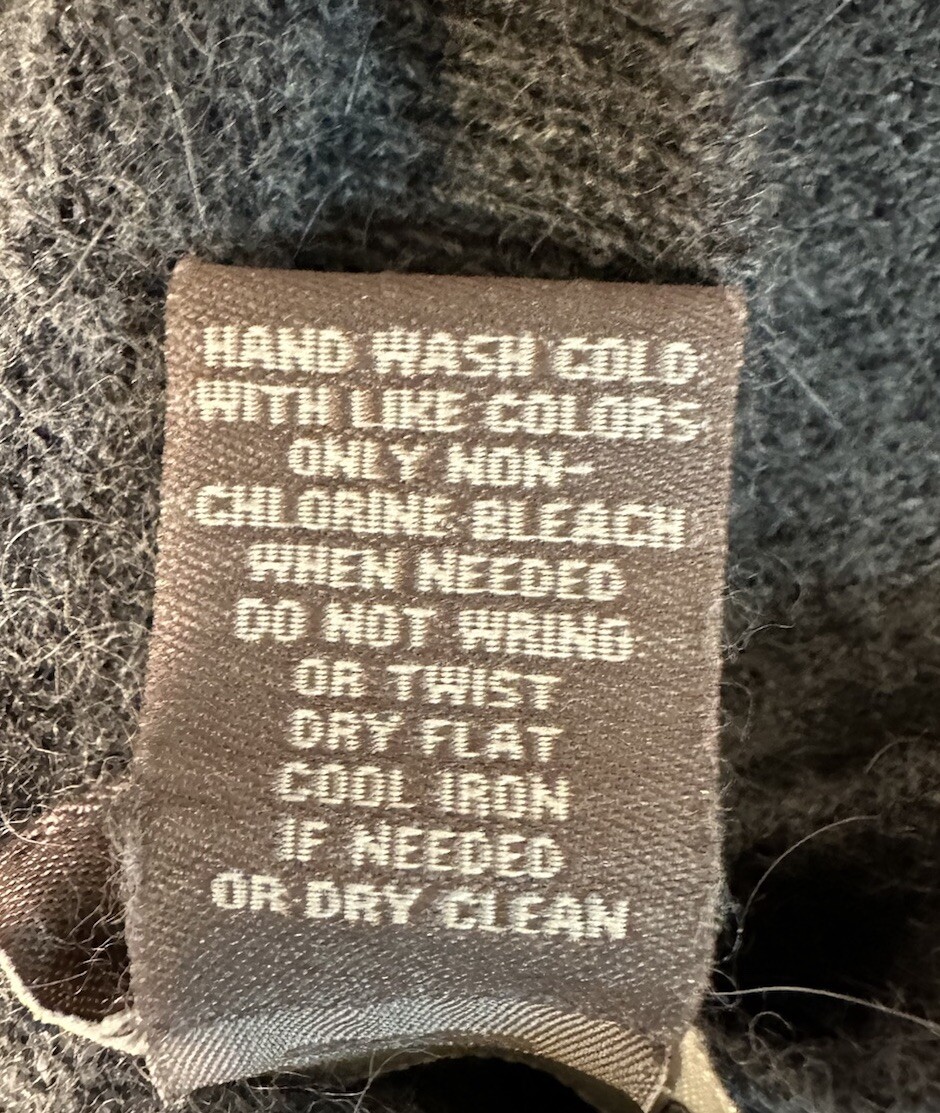 HAND WASH COLD
WITH LIKE COLORS
ONLY NON-
CHLORINE BLEACH
WHEN NEEDED
DO NOT WRING
OR TWIST
DRY FLAT
COOL IRON
IF NEEDED
OR DRY CLEAN